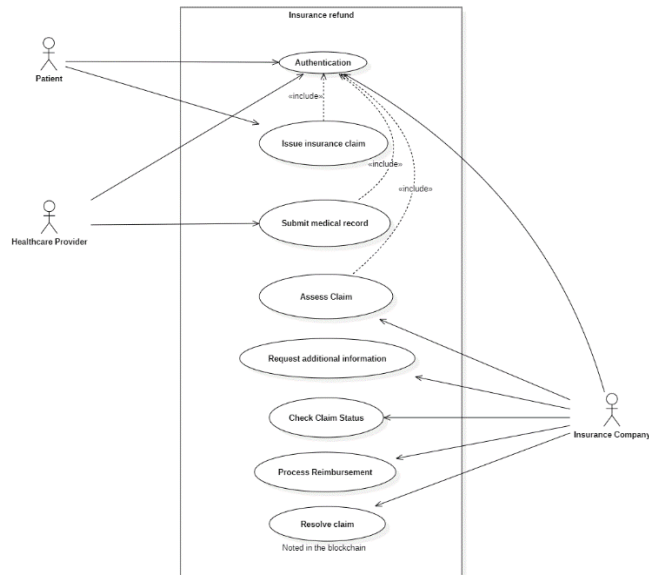 Insurance refund
Patient
Authentication
«include»
Issue insurance claim
«include»
«include»
Healthcare Provider
Submit medical record
Assess Claim
Request additional information
Check Claim Status
Insurance Company
Process Reimbursement
Resolve claim
Noted in the blockchain